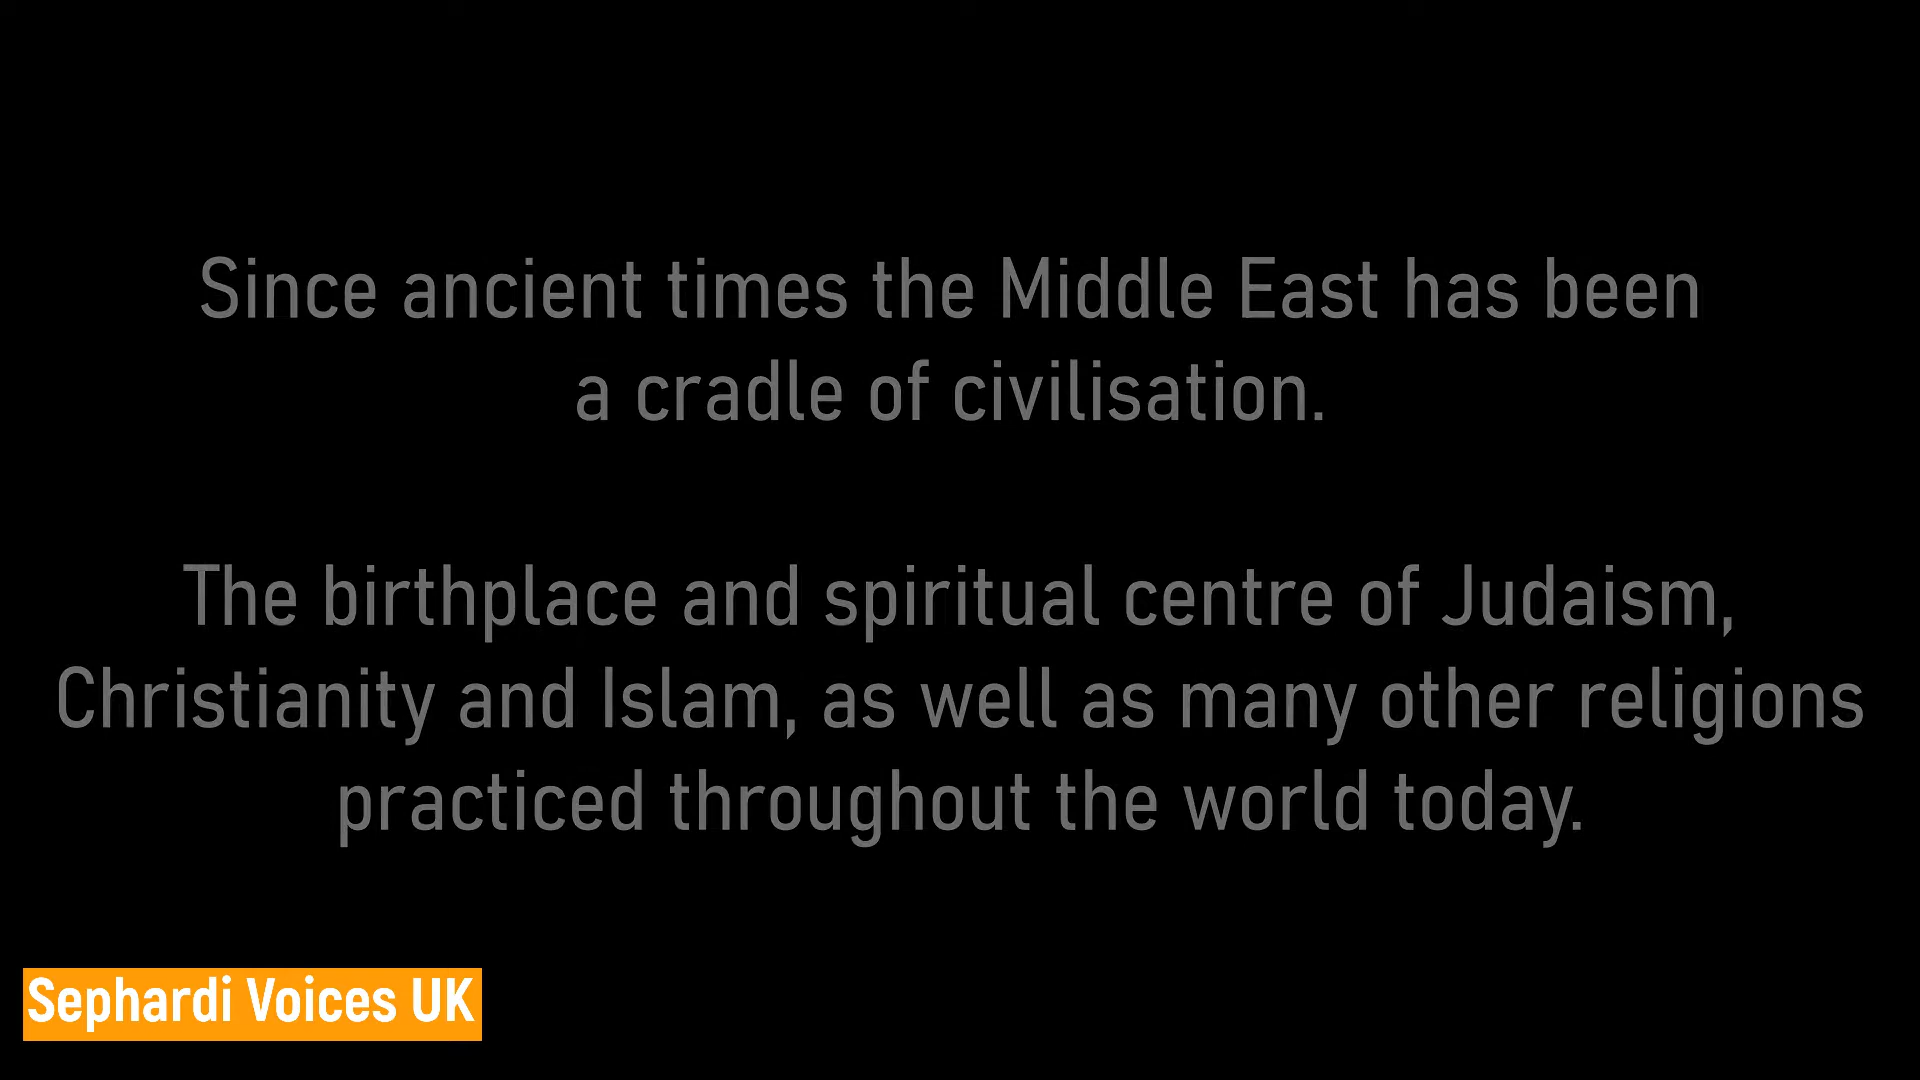 Since ancient times the Middle East has been
a cradle of civilisation.
The birthplace and spiritual centre of Judaism,
Christianity and Islam, as well as many other religions
practiced throughout the world today.
Sephardi Voices UK